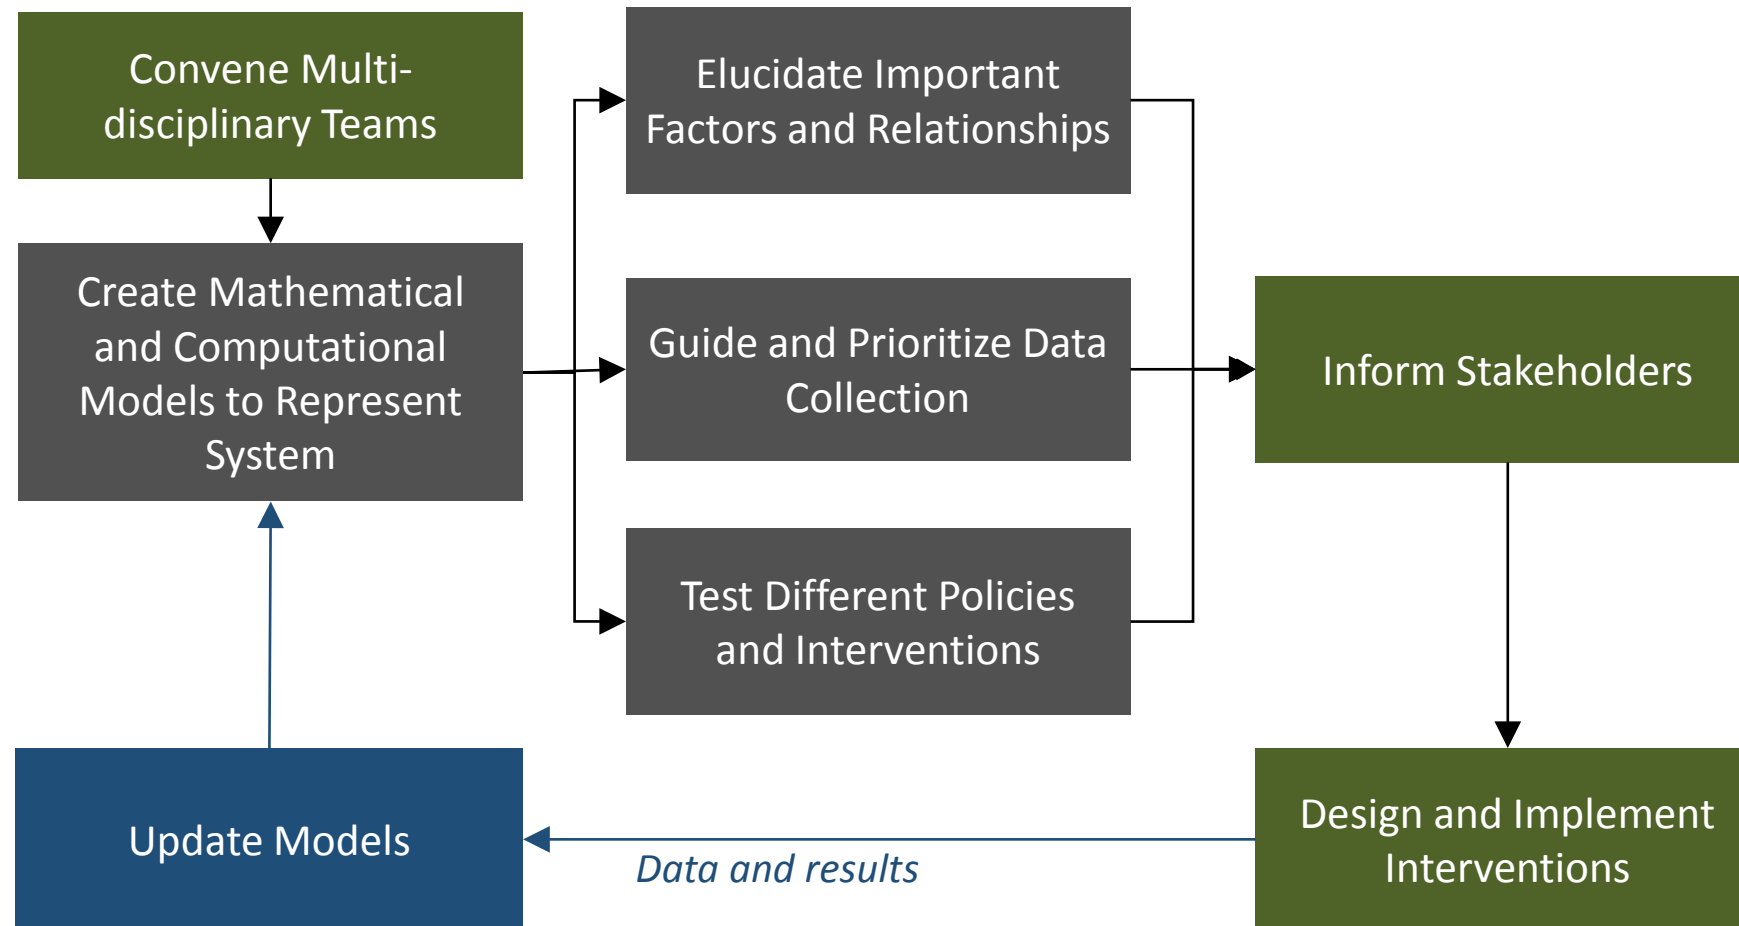 Convene Multi-
disciplinary Teams
Create Mathematical
and Computational
Models to Represent
System
Elucidate Important
Factors and Relationships
Guide and Prioritize Data
Collection
Test Different Policies
and Interventions
Inform Stakeholders
Design and Implement
Interventions
Data and results
Update Models